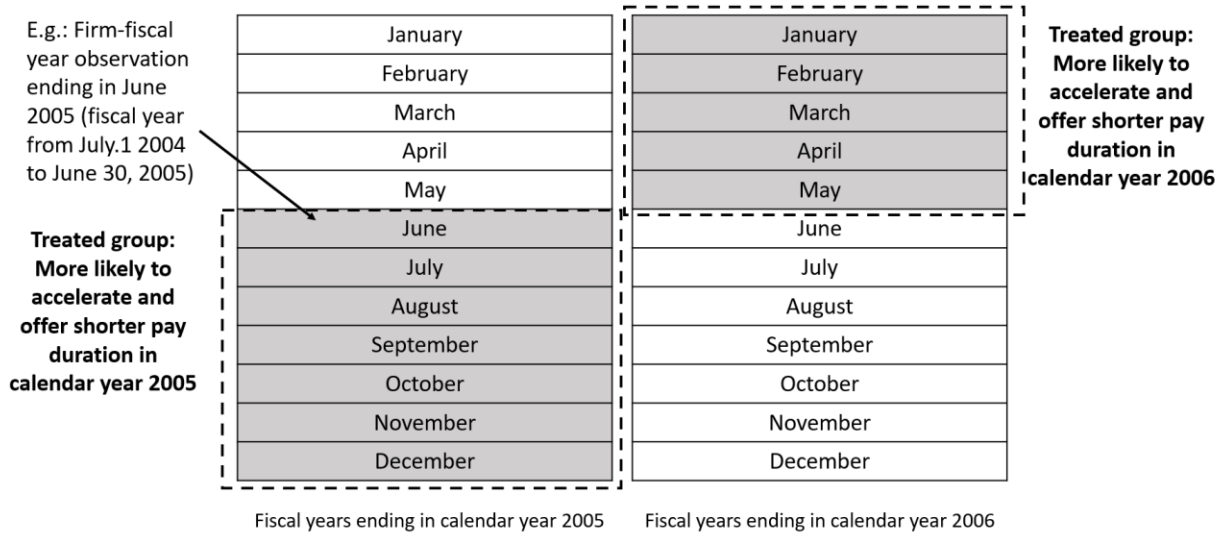 E.g.: Firm-fiscal
year observation
ending in June
2005 (fiscal year
from July.1 2004
to June 30, 2005)
Treated group:
More likely to
accelerate and
offer shorter pay
duration in
calendar year 2005
January
February
March
April
May
June
July
August
September
October
November
December
Fiscal years ending in calendar year 2005
January
February
March
April
May
June
July
August
September
October
November
December
Fiscal years ending in calendar year 2006
Treated group:
More likely to
accelerate and
offer shorter pay
duration in
calendar year 2006